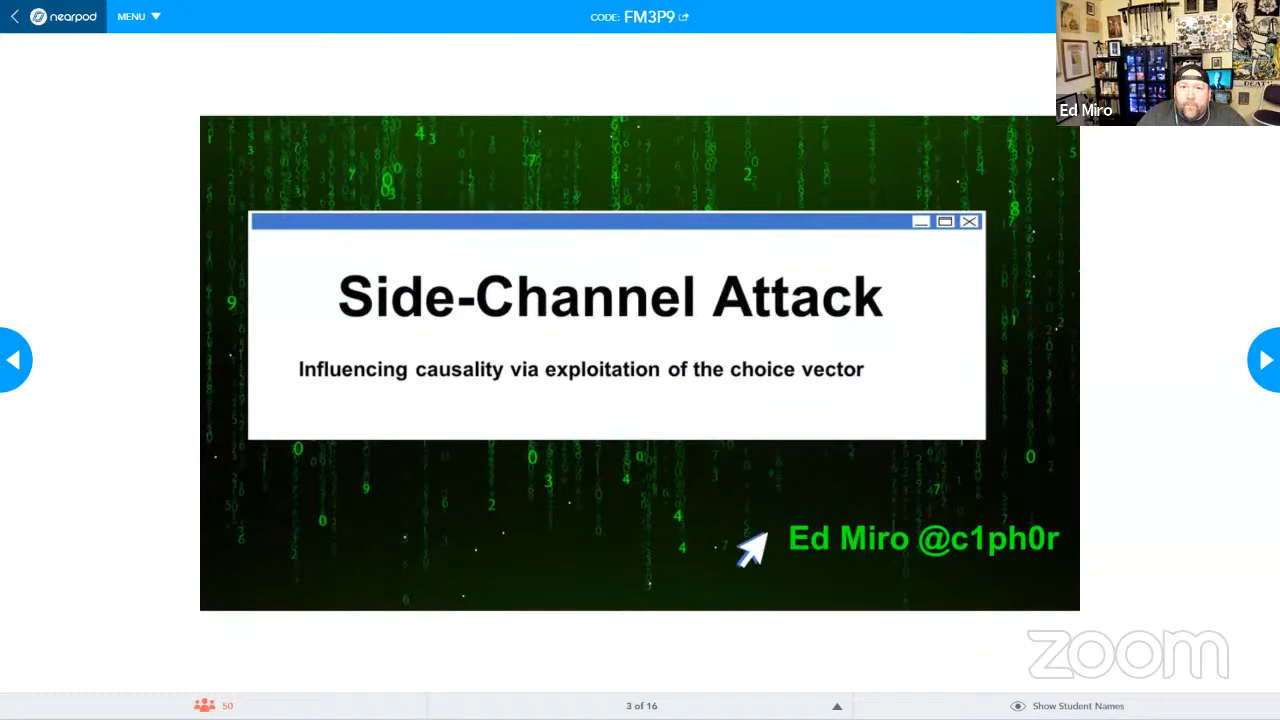 nearpod
MENU
CODE: FM3P9
Ed Miro
Side-Channel Attack
Influencing causality via exploitation of the choice vector
Ed Miro @c1ph0r
zoom
50
3 of 16
Show Student Names